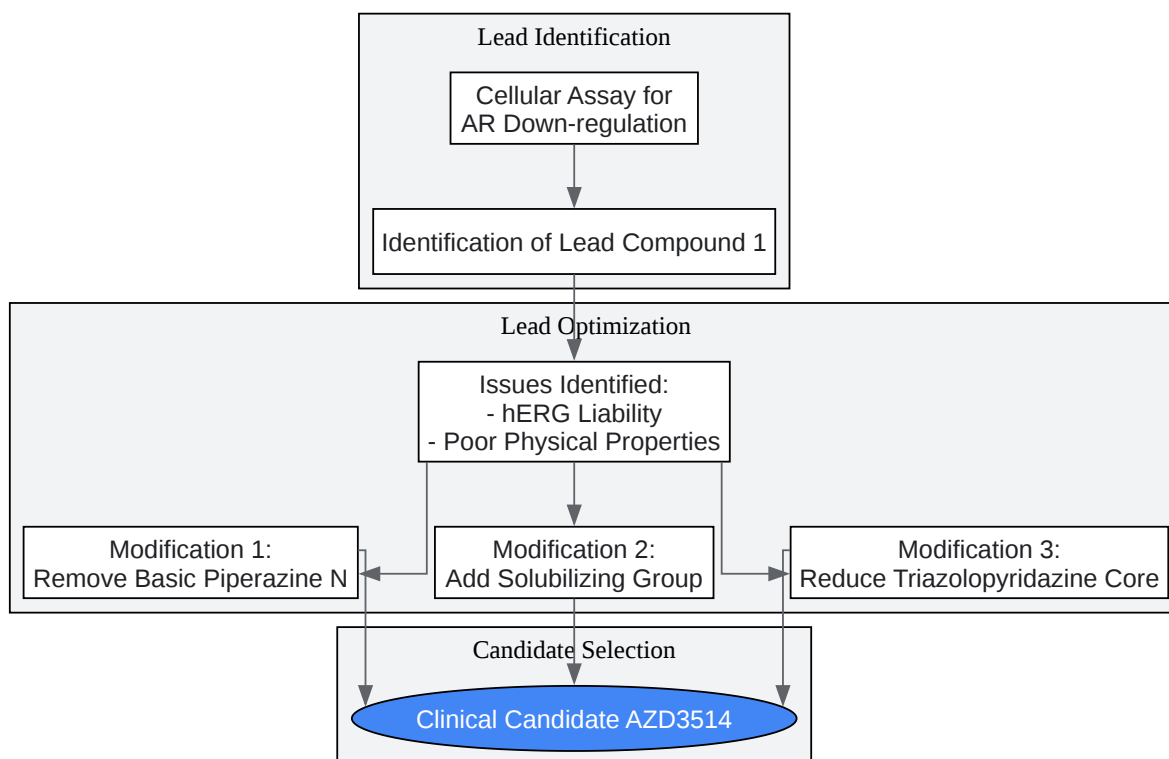 Lead Identification
Cellular Assay for
AR Down-regulation
Identification of Lead Compound 1
Lead Optimization
Issues Identified:
- hERG Liability
- Poor Physical Properties
Modification 1:
Remove Basic Piperazine N
Modification 2:
Add Solubilizing Group
Modification 3:
Reduce Triazolopyridazine Core
Candidate Selection
Clinical Candidate AZD3514